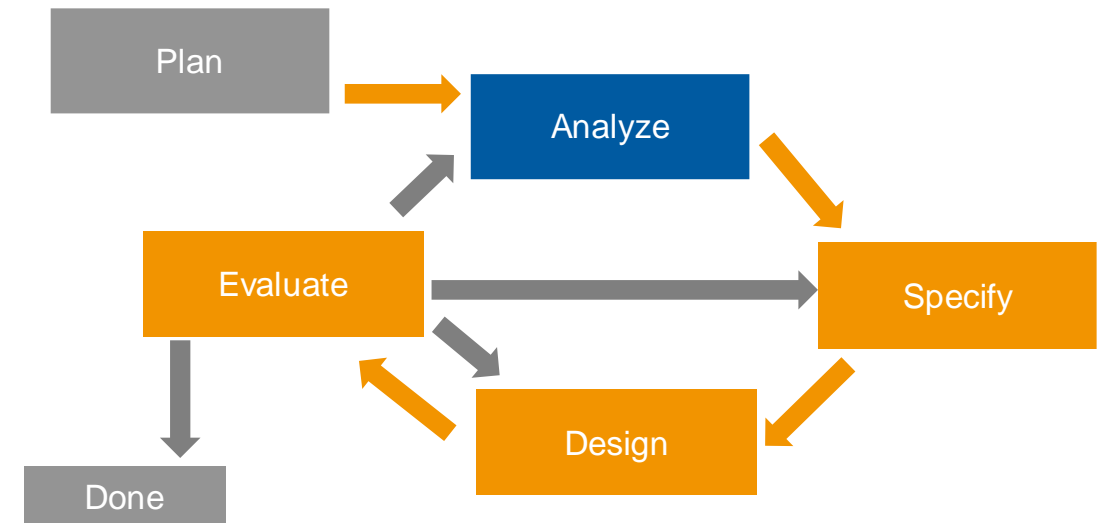 Plan
Analyze
Evaluate
Specify
Design
Done